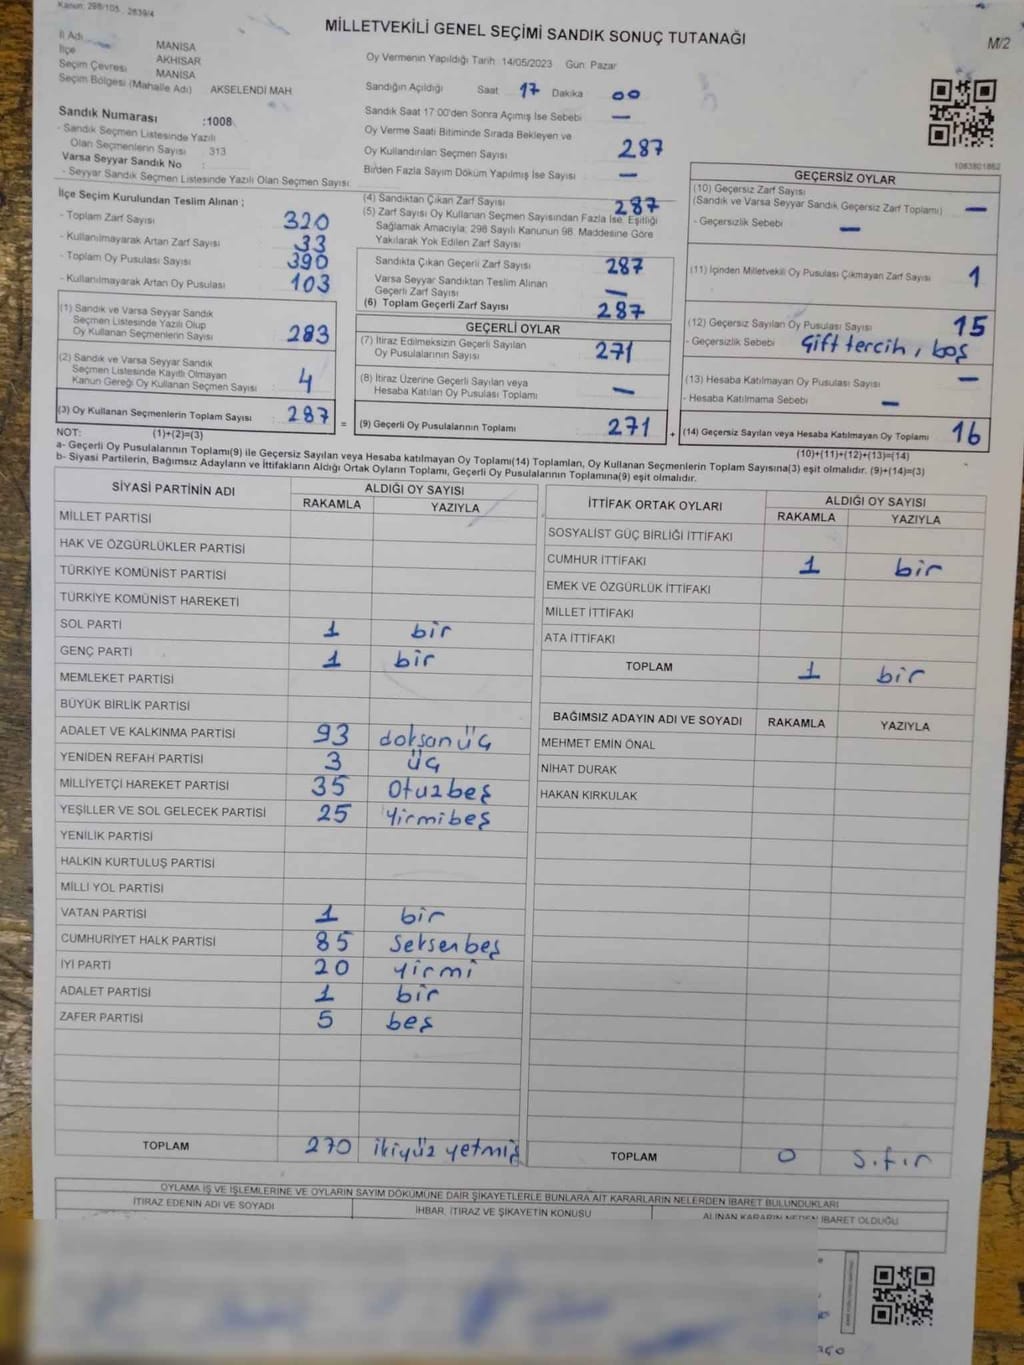 Kanun: 298/105, 2839/4
MİLLETVEKİLİ GENEL SEÇİMİ SANDIK SONUÇ TUTANAĞI
M/2
İl Adı MANİSA
İlçe AKHİSAR
Seçim Çevresi MANİSA
Seçim Bölgesi (Mahalle Adı) AKSELENDİ MAH
Oy Vermenin Yapıldığı Tarih 14/05/2023 Gün: Pazar
Sandığın Açıldığı Saat 17 Dakika 00
Sandık Saat 17.00'den Sonra Açımış İse Sebebi —
Oy Verme Saati Bitiminde Sırada Bekleyen ve
Oy Kullandırılan Seçmen Sayısı 287
Birden Fazla Sayım Döküm Yapılmış İse Sayısı —
Sandık Numarası :1008
- Sandık Seçmen Listesinde Yazılı
Olan Seçmenlerin Sayısı 313
Varsa Seyyar Sandık No :
- Seyyar Sandık Seçmen Listesinde Yazılı Olan Seçmen Sayısı:
İlçe Seçim Kurulundan Teslim Alınan ;
- Toplam Zarf Sayısı 320
- Kullanılmayarak Artan Zarf Sayısı 33
- Toplam Oy Pusulası Sayısı 390
- Kullanılmayarak Artan Oy Pusulası 103
(1) Sandık ve Varsa Seyyar Sandık
Seçmen Listesinde Yazılı Olup
Oy Kullanan Seçmenlerin Sayısı 283
(2) Sandık ve Varsa Seyyar Sandık
Seçmen Listesinde Kayıtlı Olmayan
Kanun Gereği Oy Kullanan Seçmen Sayısı 4
(3) Oy Kullanan Seçmenlerin Toplam Sayısı 287 =
(4) Sandıktan Çıkan Zarf Sayısı 287
(5) Zarf Sayısı Oy Kullanan Seçmen Sayısından Fazla İse, Eşitliği
Sağlamak Amacıyla; 298 Sayılı Kanunun 98. Maddesine Göre
Yakılarak Yok Edilen Zarf Sayısı
Sandıkta Çıkan Geçerli Zarf Sayısı 287
Varsa Seyyar Sandıktan Teslim Alınan
Geçerli Zarf Sayısı —
(6) Toplam Geçerli Zarf Sayısı 287
GEÇERLİ OYLAR
(7) İtiraz Edilmeksizin Geçerli Sayılan
Oy Pusulalarının Sayısı 271
(8) İtiraz Üzerine Geçerli Sayılan veya
Hesaba Katılan Oy Pusulası Toplamı —
(9) Geçerli Oy Pusulalarının Toplamı 271 +
1083801862
GEÇERSİZ OYLAR
(10) Geçersiz Zarf Sayısı
(Sandık ve Varsa Seyyar Sandık Geçersiz Zarf Toplamı) —
- Geçersizlik Sebebi —
(11) İçinden Milletvekili Oy Pusulası Çıkmayan Zarf Sayısı 1
(12) Geçersiz Sayılan Oy Pusulası Sayısı 15
- Geçersizlik Sebebi Çift tercih, boş
(13) Hesaba Katılmayan Oy Pusulası Sayısı —
- Hesaba Katılmama Sebebi —
(14) Geçersiz Sayılan veya Hesaba Katılmayan Oy Toplamı 16
NOT: (1)+(2)=(3)
(10)+(11)+(12)+(13)=(14)
a- Geçerli Oy Pusulalarının Toplamı(9) ile Geçersiz Sayılan veya Hesaba katılmayan Oy Toplamı(14) Toplamları, Oy Kullanan Seçmenlerin Toplam Sayısına(3) eşit olmalıdır. (9)+(14)=(3)
b- Siyasi Partilerin, Bağımsız Adayların ve İttifakların Aldığı Ortak Oyların Toplamı, Geçerli Oy Pusulalarının Toplamına(9) eşit olmalıdır.
SİYASİ PARTİNİN ADI ALDIĞI OY SAYISI
RAKAMLA YAZIYLA
MİLLET PARTİSİ
HAK VE ÖZGÜRLÜKLER PARTİSİ
TÜRKİYE KOMÜNİST PARTİSİ
TÜRKİYE KOMÜNİST HAREKETİ
SOL PARTİ 1 bir
GENÇ PARTİ 1 bir
MEMLEKET PARTİSİ
BÜYÜK BİRLİK PARTİSİ
ADALET VE KALKINMA PARTİSİ 93 doksanüç
YENİDEN REFAH PARTİSİ 3 üç
MİLLİYETÇİ HAREKET PARTİSİ 35 Otuzbeş
YEŞİLLER VE SOL GELECEK PARTİSİ 25 Yirmibeş
YENİLİK PARTİSİ
HALKIN KURTULUŞ PARTİSİ
MİLLİ YOL PARTİSİ
VATAN PARTİSİ 1 bir
CUMHURİYET HALK PARTİSİ 85 Seksenbeş
İYİ PARTİ 20 Yirmi
ADALET PARTİSİ 1 bir
ZAFER PARTİSİ 5 beş
TOPLAM 270 ikiyüz yetmiş
İTTİFAK ORTAK OYLARI ALDIĞI OY SAYISI
RAKAMLA YAZIYLA
SOSYALİST GÜÇ BİRLİĞİ İTTİFAKI
CUMHUR İTTİFAKI 1 bir
EMEK VE ÖZGÜRLÜK İTTİFAKI
MİLLET İTTİFAKI
ATA İTTİFAKI
TOPLAM 1 bir
BAĞIMSIZ ADAYIN ADI VE SOYADI RAKAMLA YAZIYLA
MEHMET EMİN ÖNAL
NİHAT DURAK
HAKAN KIRKULAK
TOPLAM 0 Sıfır
OYLAMA İŞ VE İŞLEMLERİNE VE OYLARIN SAYIM DÖKÜMÜNE DAİR ŞİKAYETLERLE BUNLARA AİT KARARLARIN NELERDEN İBARET BULUNDUKLARI
İTİRAZ EDENİN ADI VE SOYADI İHBAR, İTİRAZ VE ŞİKAYETİN KONUSU ALINAN KARARIN NEDEN İBARET OLDUĞU